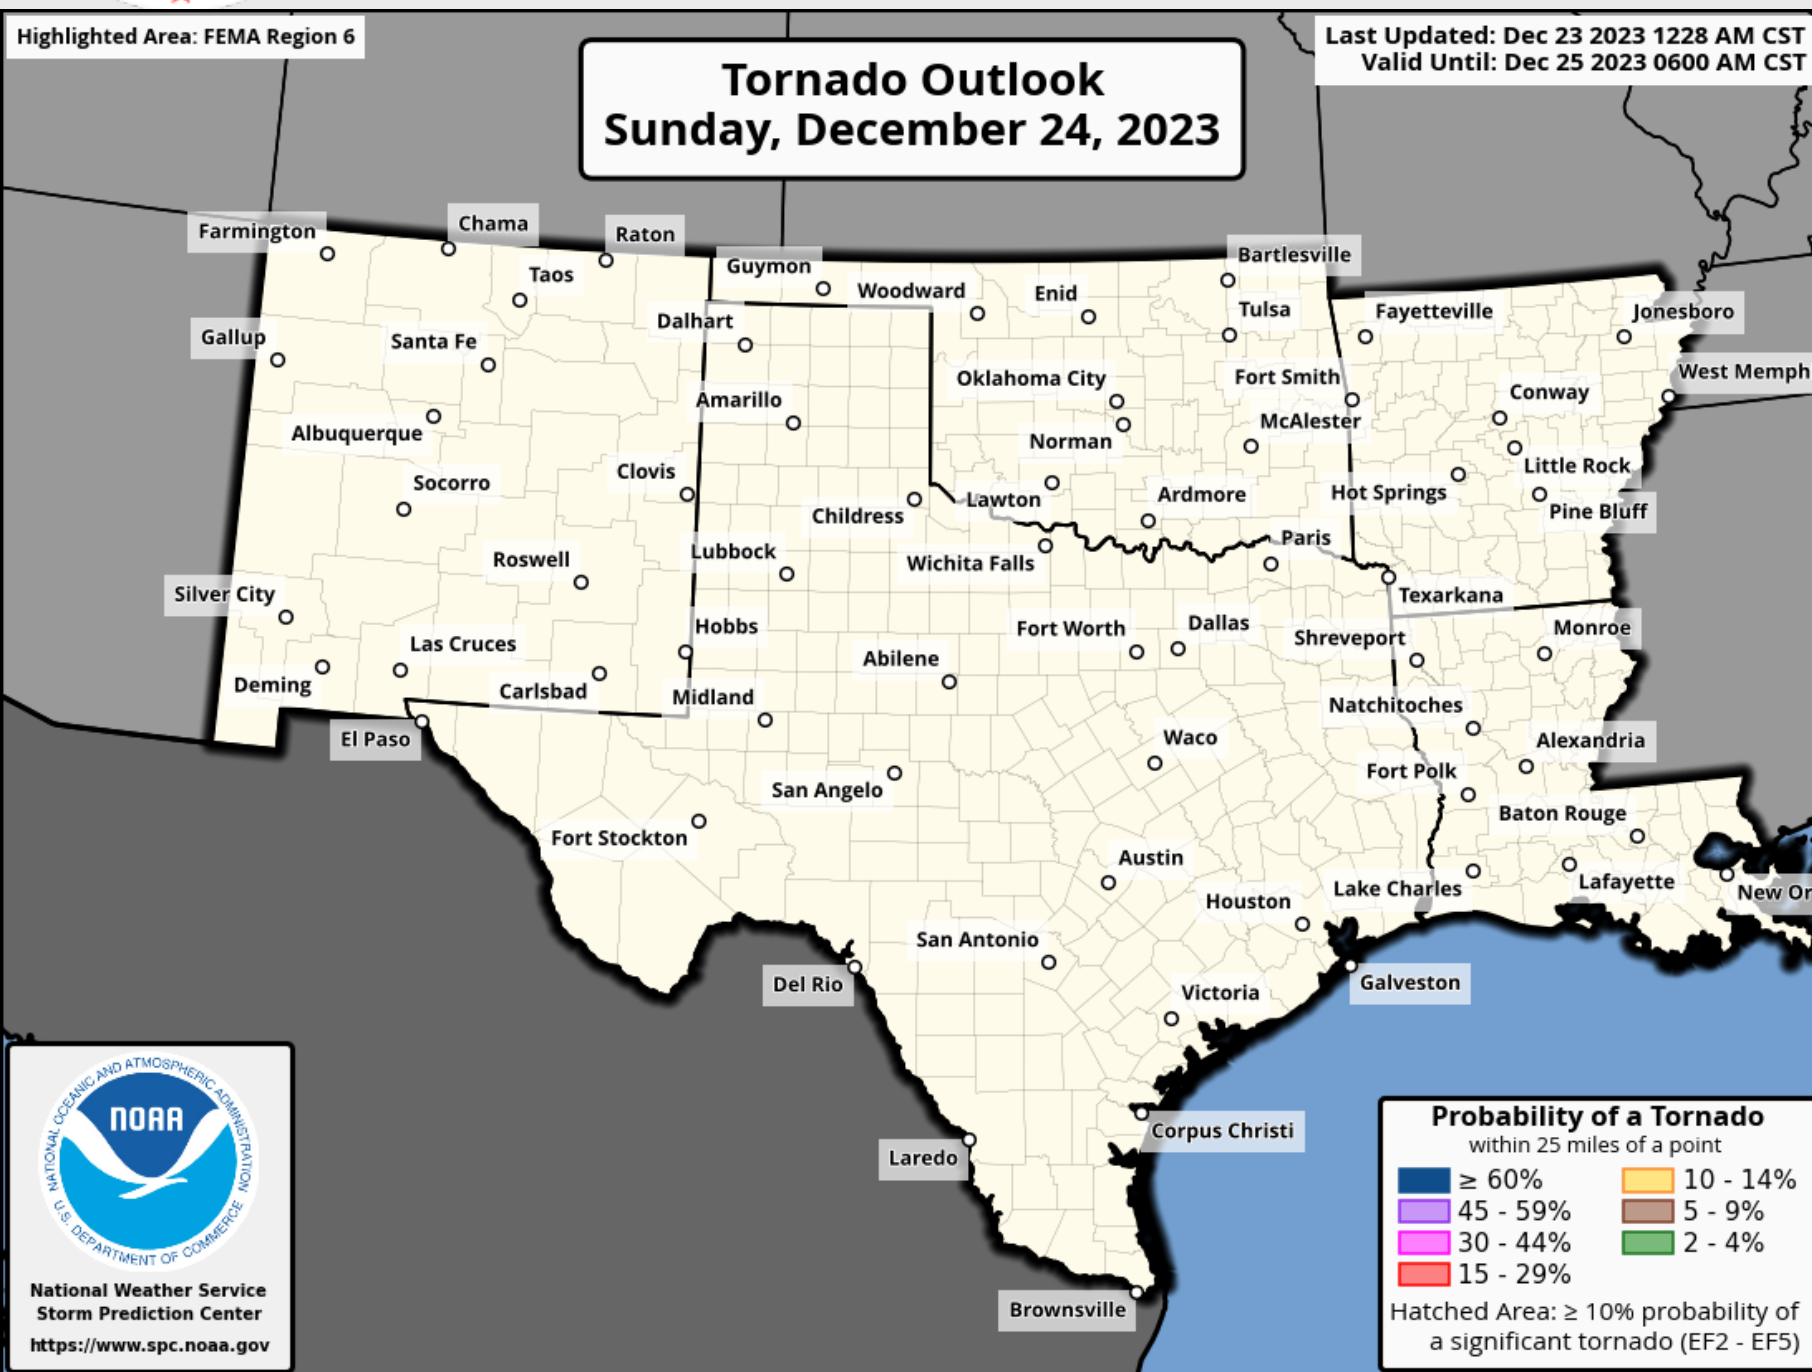 Highlighted Area: FEMA Region 6
Last Updated: Dec 23 2023 1228 AM CST
Valid Until: Dec 25 2023 0600 AM CST
Tornado Outlook
Sunday, December 24, 2023
Farmington
Chama
Raton
Taos
Guymon
Woodward
Enid
Bartlesville
Tulsa
Fayetteville
Jonesboro
Gallup
Santa Fe
Dalhart
Oklahoma City
Fort Smith
West Memph
Conway
Amarillo
Albuquerque
Norman
McAlester
Little Rock
Socorro
Clovis
Childress
Lawton
Ardmore
Hot Springs
Pine Bluff
Roswell
Lubbock
Wichita Falls
Paris
Silver City
Texarkana
Las Cruces
Hobbs
Fort Worth
Dallas
Shreveport
Monroe
Abilene
Deming
Carlsbad
Midland
Natchitoches
El Paso
Waco
Alexandria
San Angelo
Fort Polk
Fort Stockton
Baton Rouge
Austin
Houston
Lake Charles
Lafayette
New Or
San Antonio
Del Rio
Victoria
Galveston
Corpus Christi
Laredo
Brownsville
NATIONAL OCEANIC AND ATMOSPHERIC ADMINISTRATION
NOAA
U.S. DEPARTMENT OF COMMERCE
National Weather Service
Storm Prediction Center
https://www.spc.noaa.gov
Probability of a Tornado
within 25 miles of a point
≥ 60%
10 - 14%
45 - 59%
5 - 9%
30 - 44%
2 - 4%
15 - 29%
Hatched Area: ≥ 10% probability of
a significant tornado (EF2 - EF5)